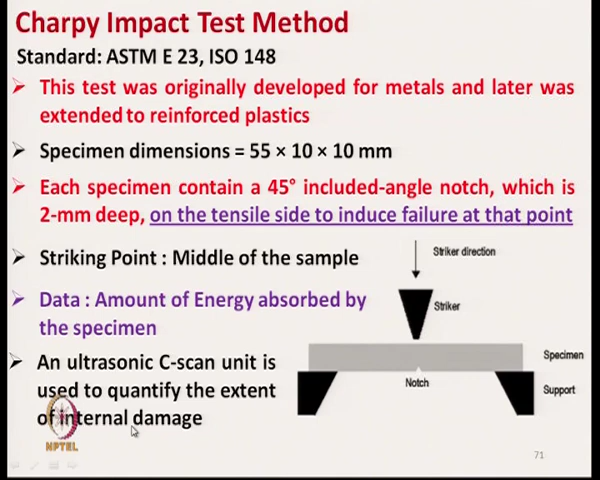 Charpy Impact Test Method
Standard: ASTM E 23, ISO 148
➢ This test was originally developed for metals and later was
extended to reinforced plastics
➢ Specimen dimensions = 55 × 10 × 10 mm
➢ Each specimen contain a 45° included-angle notch, which is
2-mm deep, on the tensile side to induce failure at that point
➢ Striking Point : Middle of the sample
➢ Data : Amount of Energy absorbed by
the specimen
➢ An ultrasonic C-scan unit is
used to quantify the extent
of internal damage
Striker direction
Striker
Specimen
Notch
Support
NPTEL
71